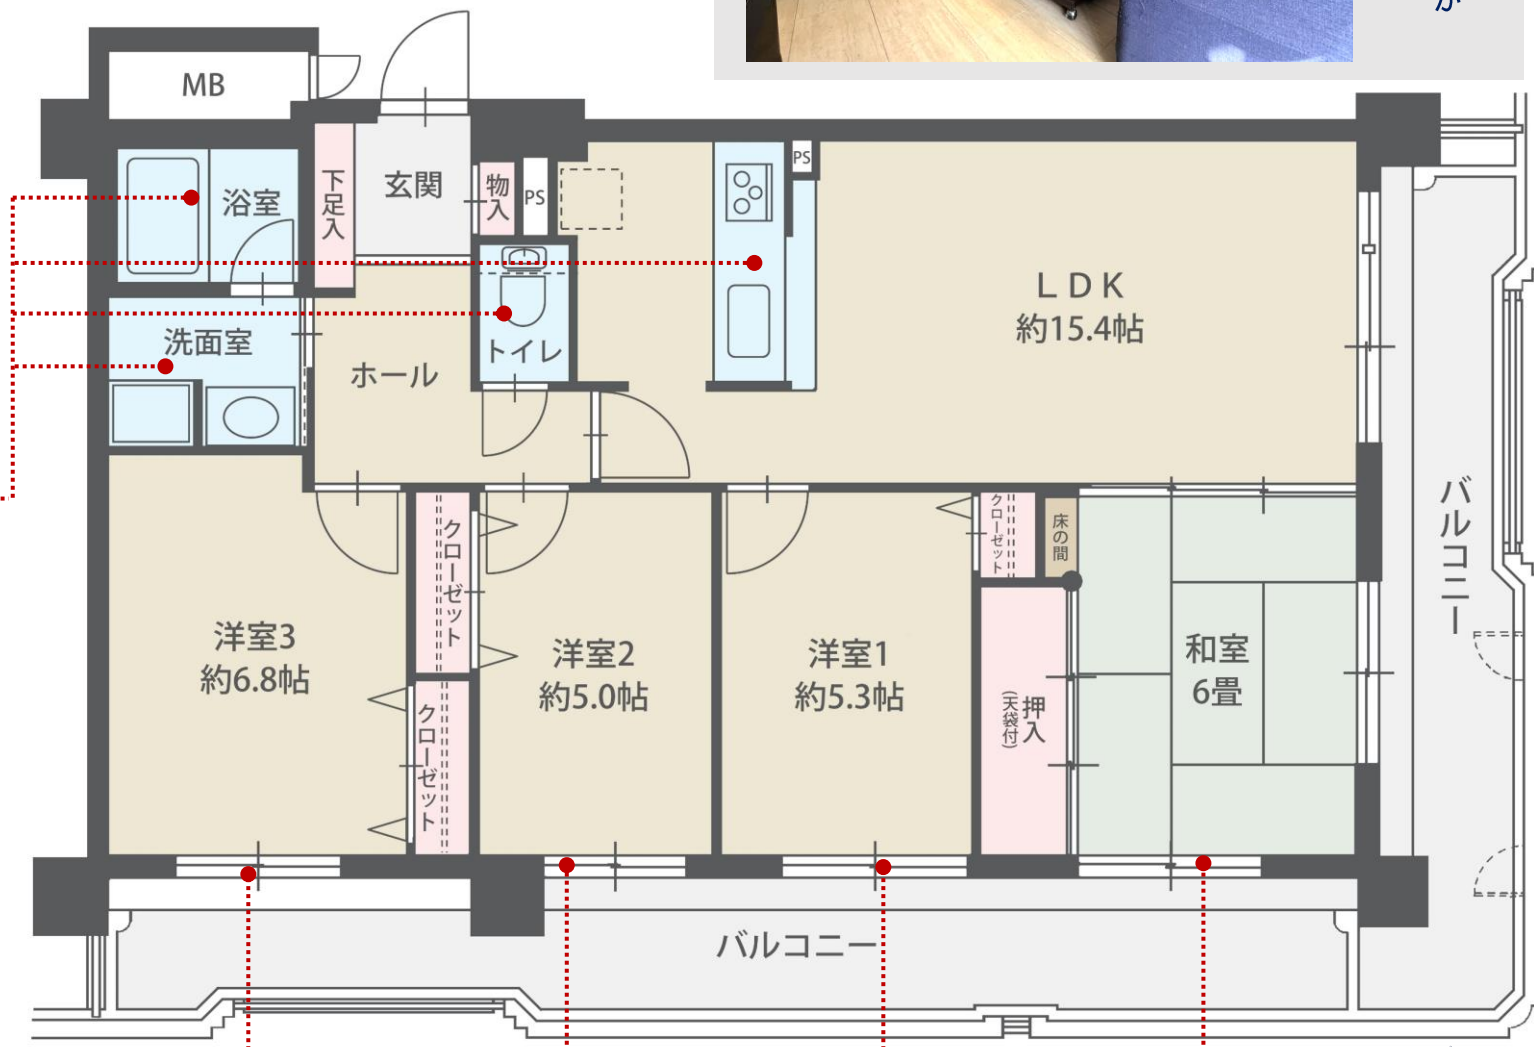 か
MB
浴室
下足入
玄関
物入
PS
PS
ＬＤＫ
約15.4帖
洗面室
トイレ
ホール
バルコニー
クローゼット
クローゼット
床の間
洋室3
約6.8帖
洋室2
約5.0帖
洋室1
約5.3帖
和室
6畳
クローゼット
押入
(天袋付)
バルコニー